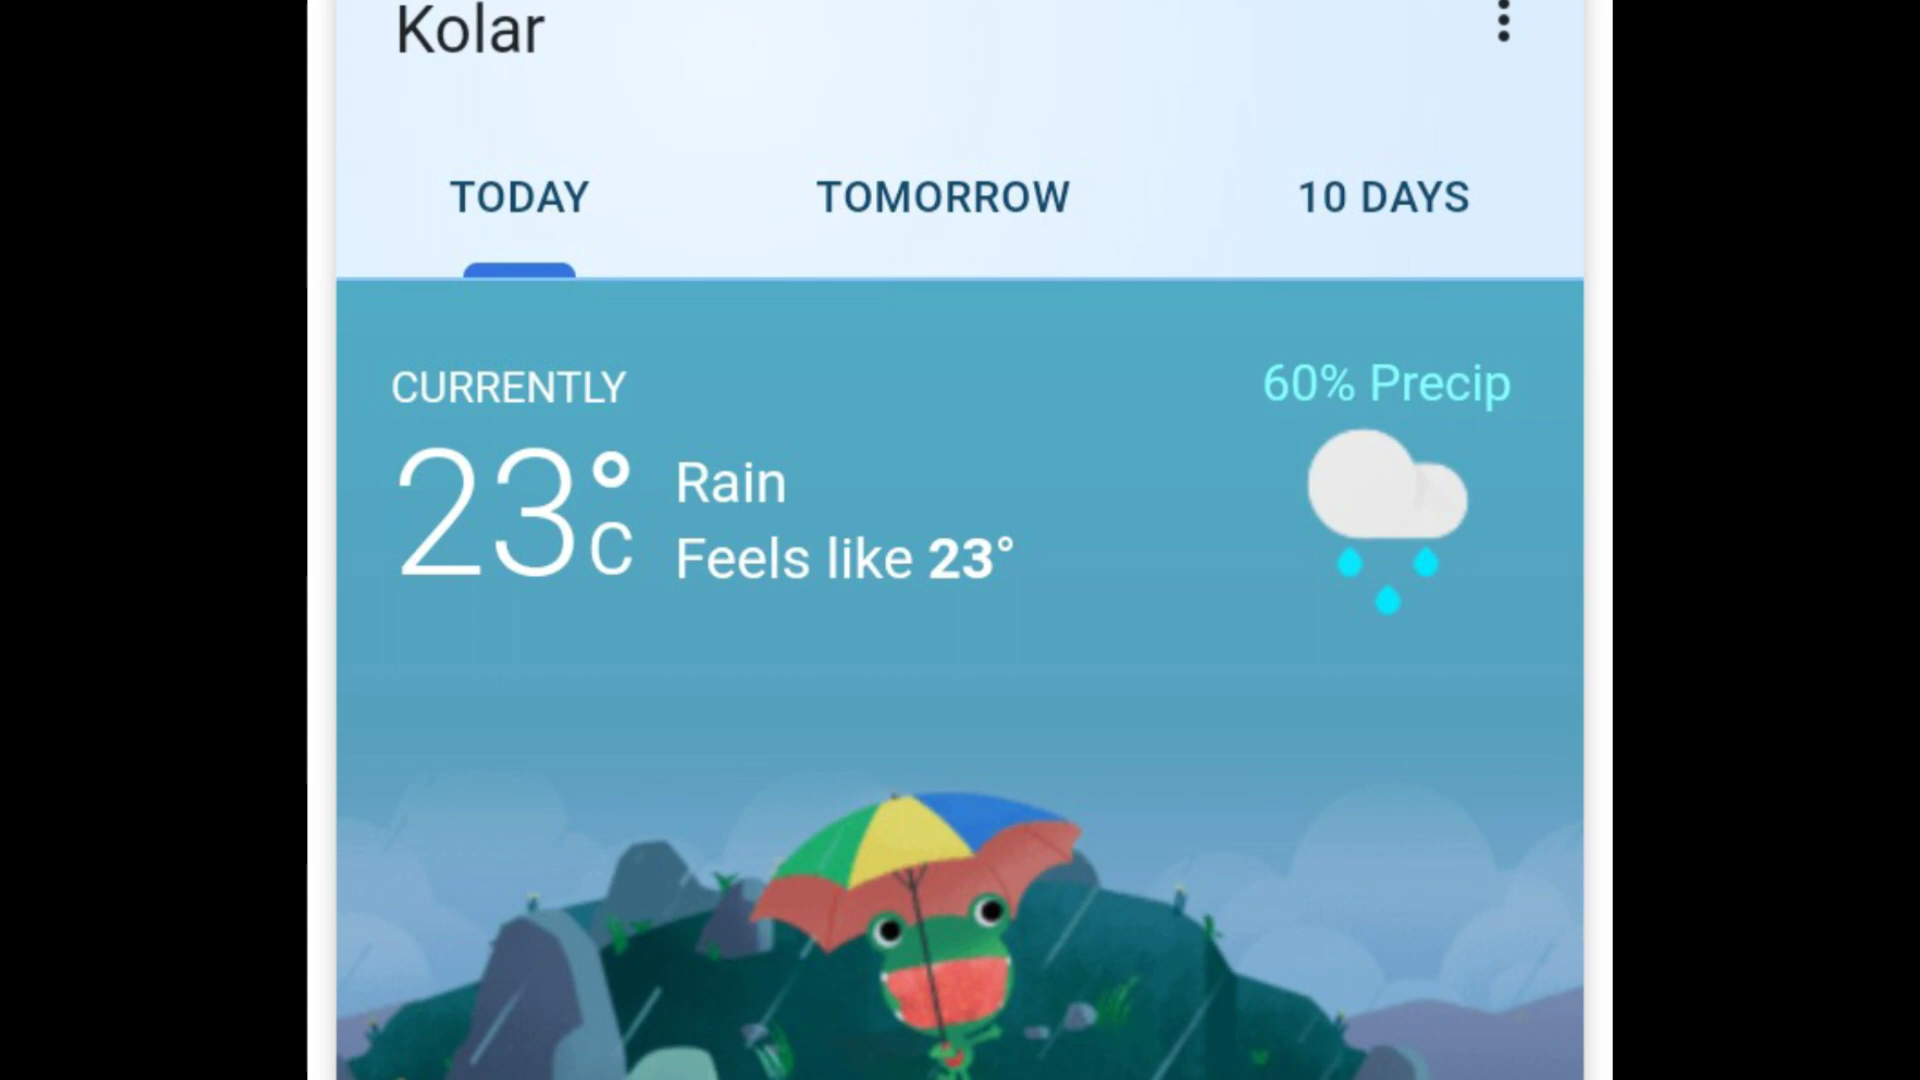 Kolar
TODAY TOMORROW 10 DAYS
CURRENTLY
60% Precip
23°C
Rain
Feels like 23°